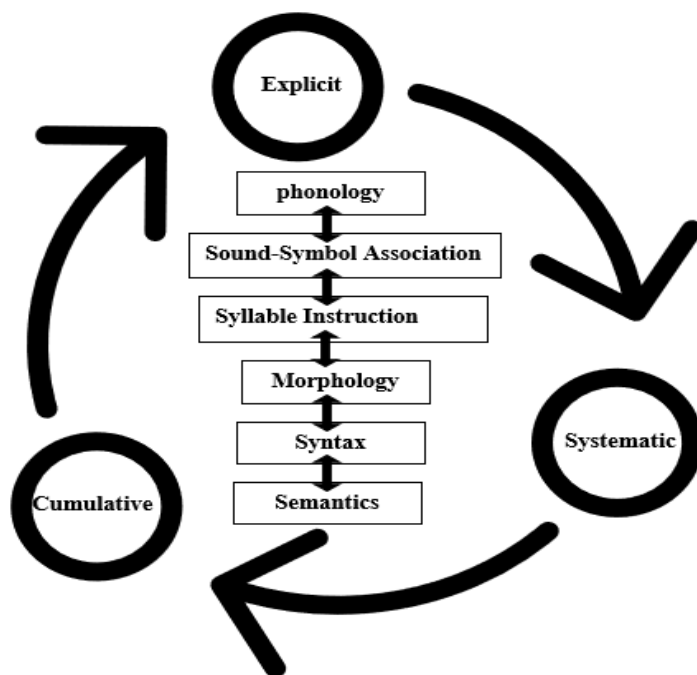 Explicit
phonology
Sound-Symbol Association
Syllable Instruction
Morphology
Syntax
Semantics
Systematic
Cumulative